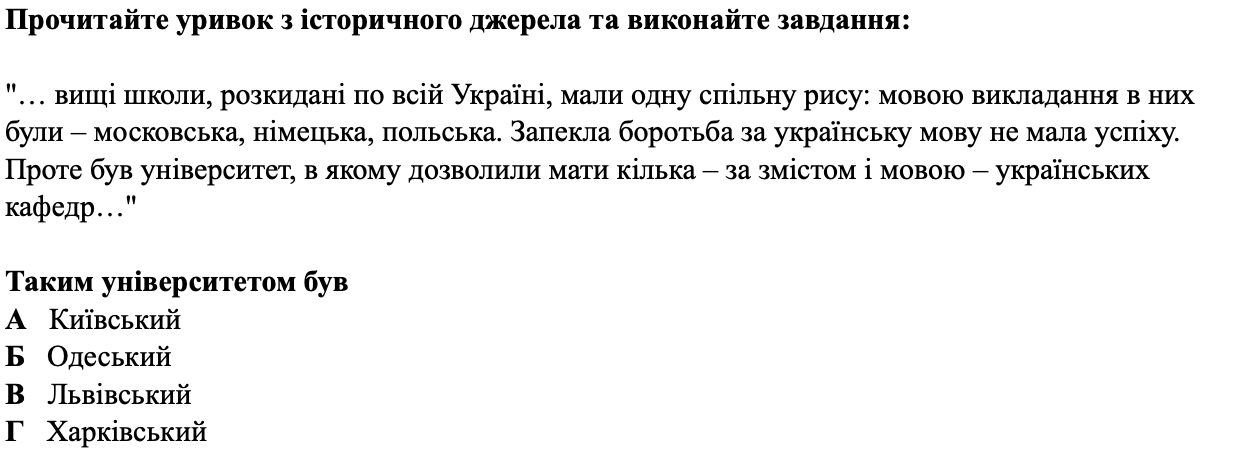 Прочитайте уривок з історичного джерела та виконайте завдання:
"… вищі школи, розкидані по всій Україні, мали одну спільну рису: мовою викладання в них
були – московська, німецька, польська. Запекла боротьба за українську мову не мала успіху.
Проте був університет, в якому дозволили мати кілька – за змістом і мовою – українських
кафедр…"
Таким університетом був
А Київський
Б Одеський
В Львівський
Г Харківський